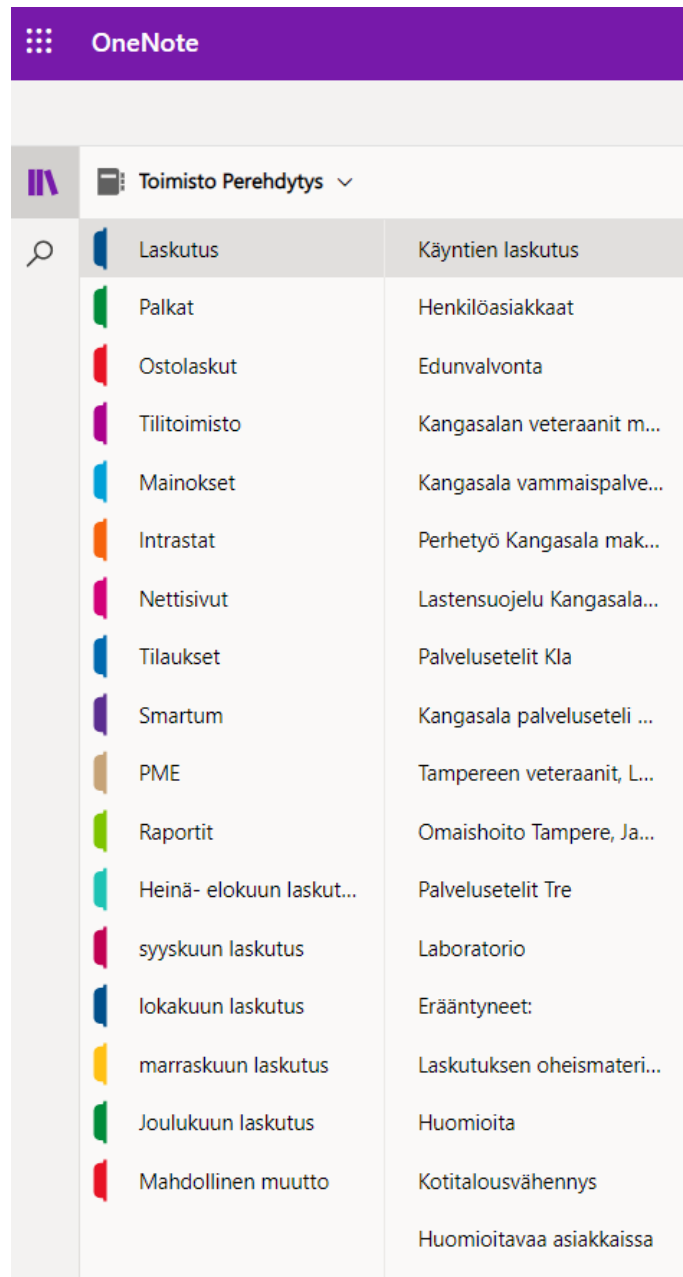 OneNote
Toimisto Perehdytys
Laskutus
Palkat
Ostolaskut
Tilitoimisto
Mainokset
Intrastat
Nettisivut
Tilaukset
Smartum
PME
Raportit
Heinä- elokuun laskut...
syyskuun laskutus
lokakuun laskutus
marraskuun laskutus
Joulukuun laskutus
Mahdollinen muutto
Käyntien laskutus
Henkilöasiakkaat
Edunvalvonta
Kangasalan veteraanit m...
Kangasala vammaispalve...
Perhetyö Kangasala mak...
Lastensuojelu Kangasala...
Palvelusetelit Kla
Kangasala palveluseteli ...
Tampereen veteraanit, L...
Omaishoito Tampere, Ja...
Palvelusetelit Tre
Laboratorio
Erääntyneet:
Laskutuksen oheismateri...
Huomioita
Kotitalousvähennys
Huomioitavaa asiakkaissa